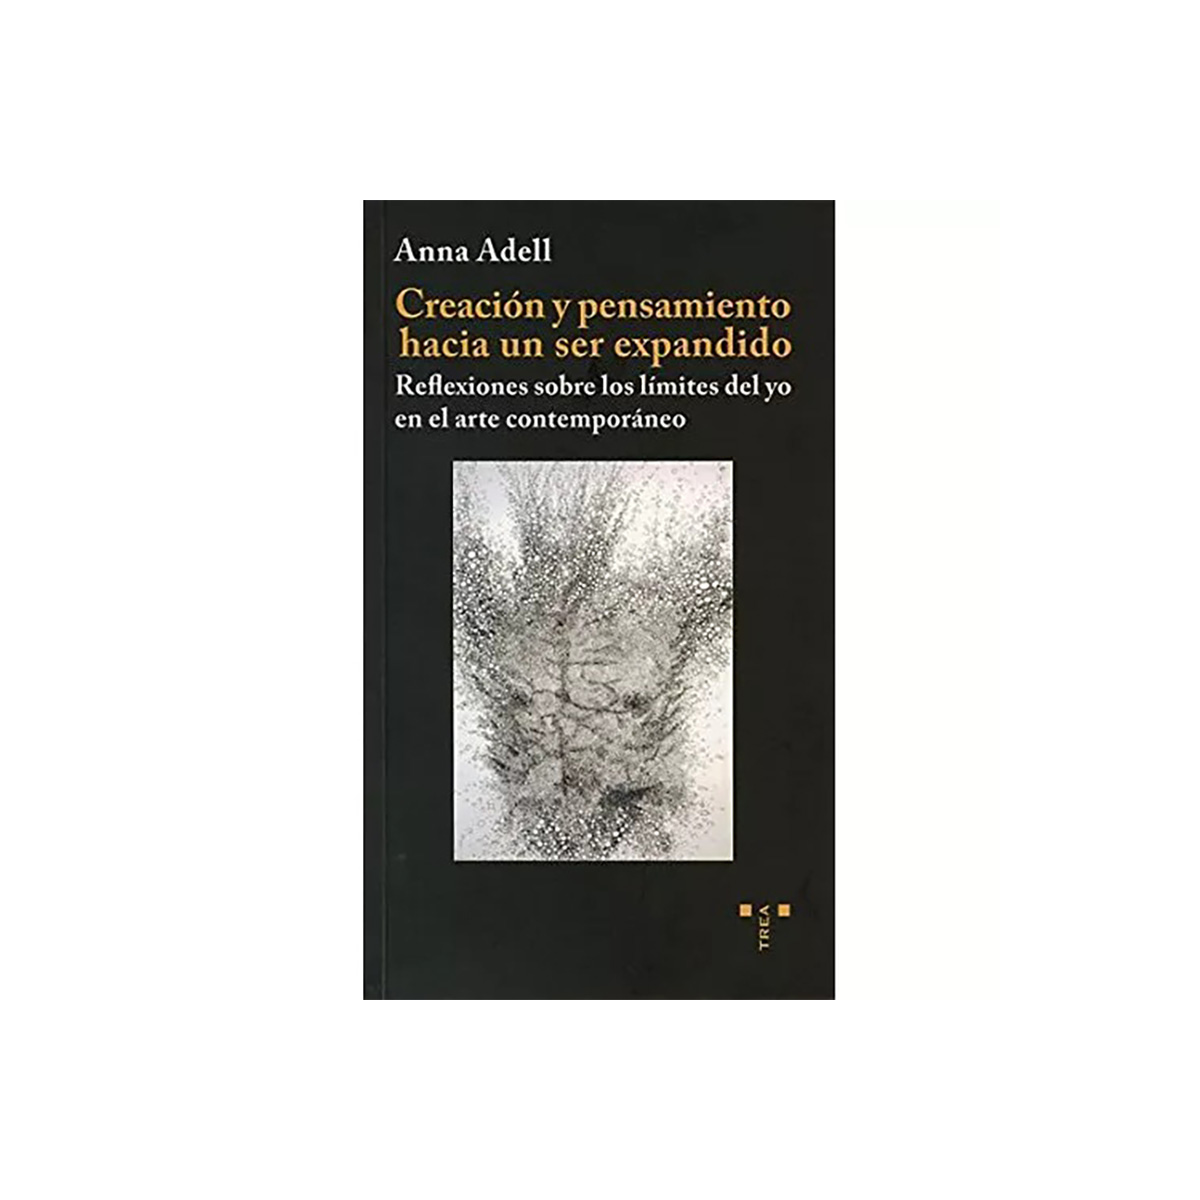 Anna Adell
Creación y pensamiento
hacia un ser expandido
Reflexiones sobre los límites del yo
en el arte contemporáneo
TREA